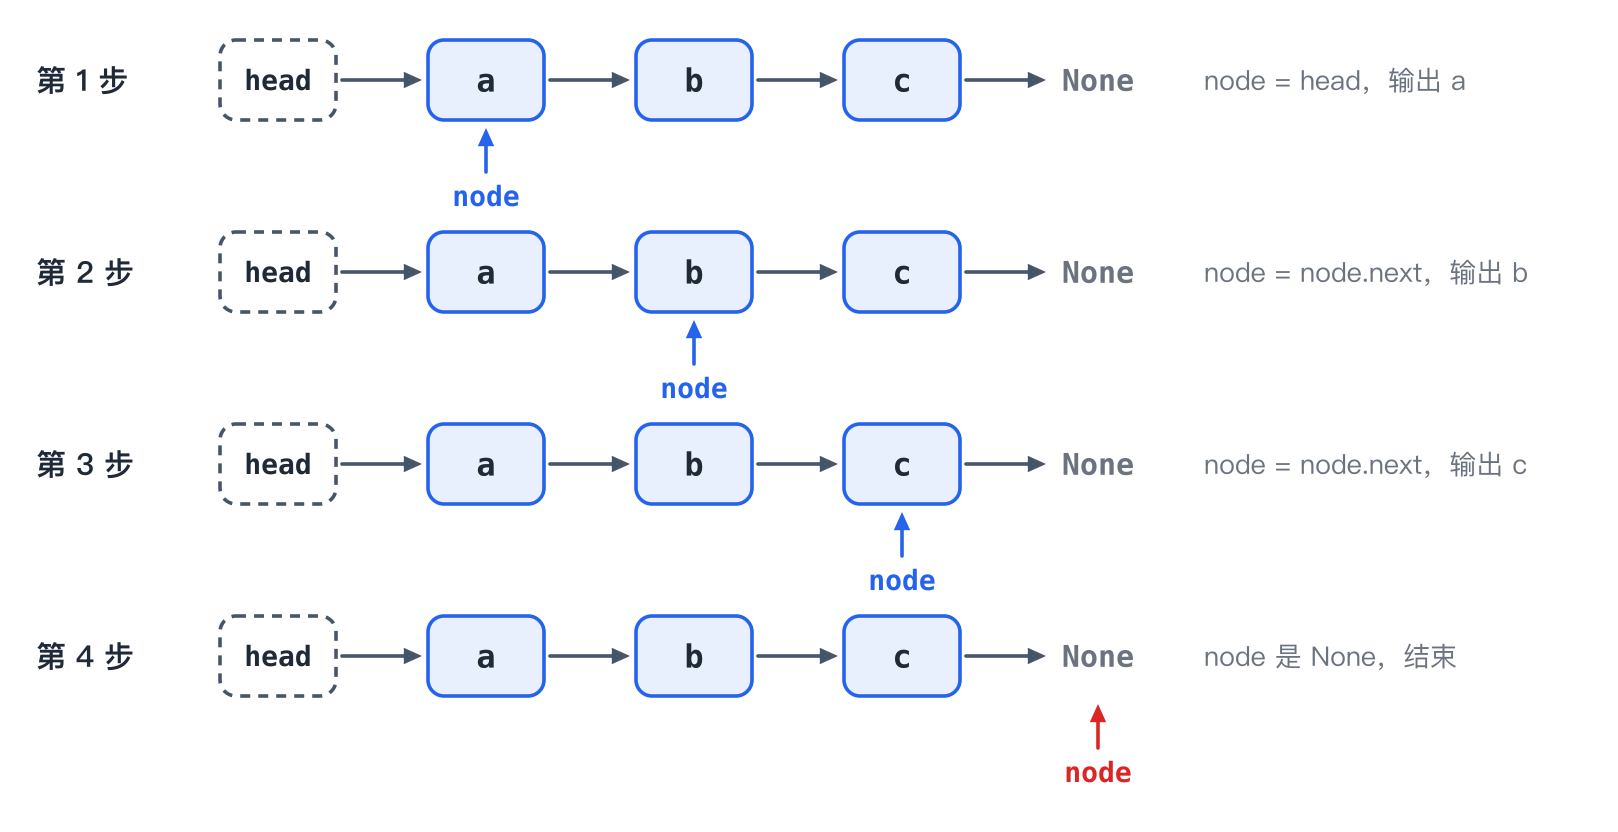 第 1 步 head a b c None node = head，输出 a
node
第 2 步 head a b c None node = node.next，输出 b
node
第 3 步 head a b c None node = node.next，输出 c
node
第 4 步 head a b c None node 是 None，结束
node